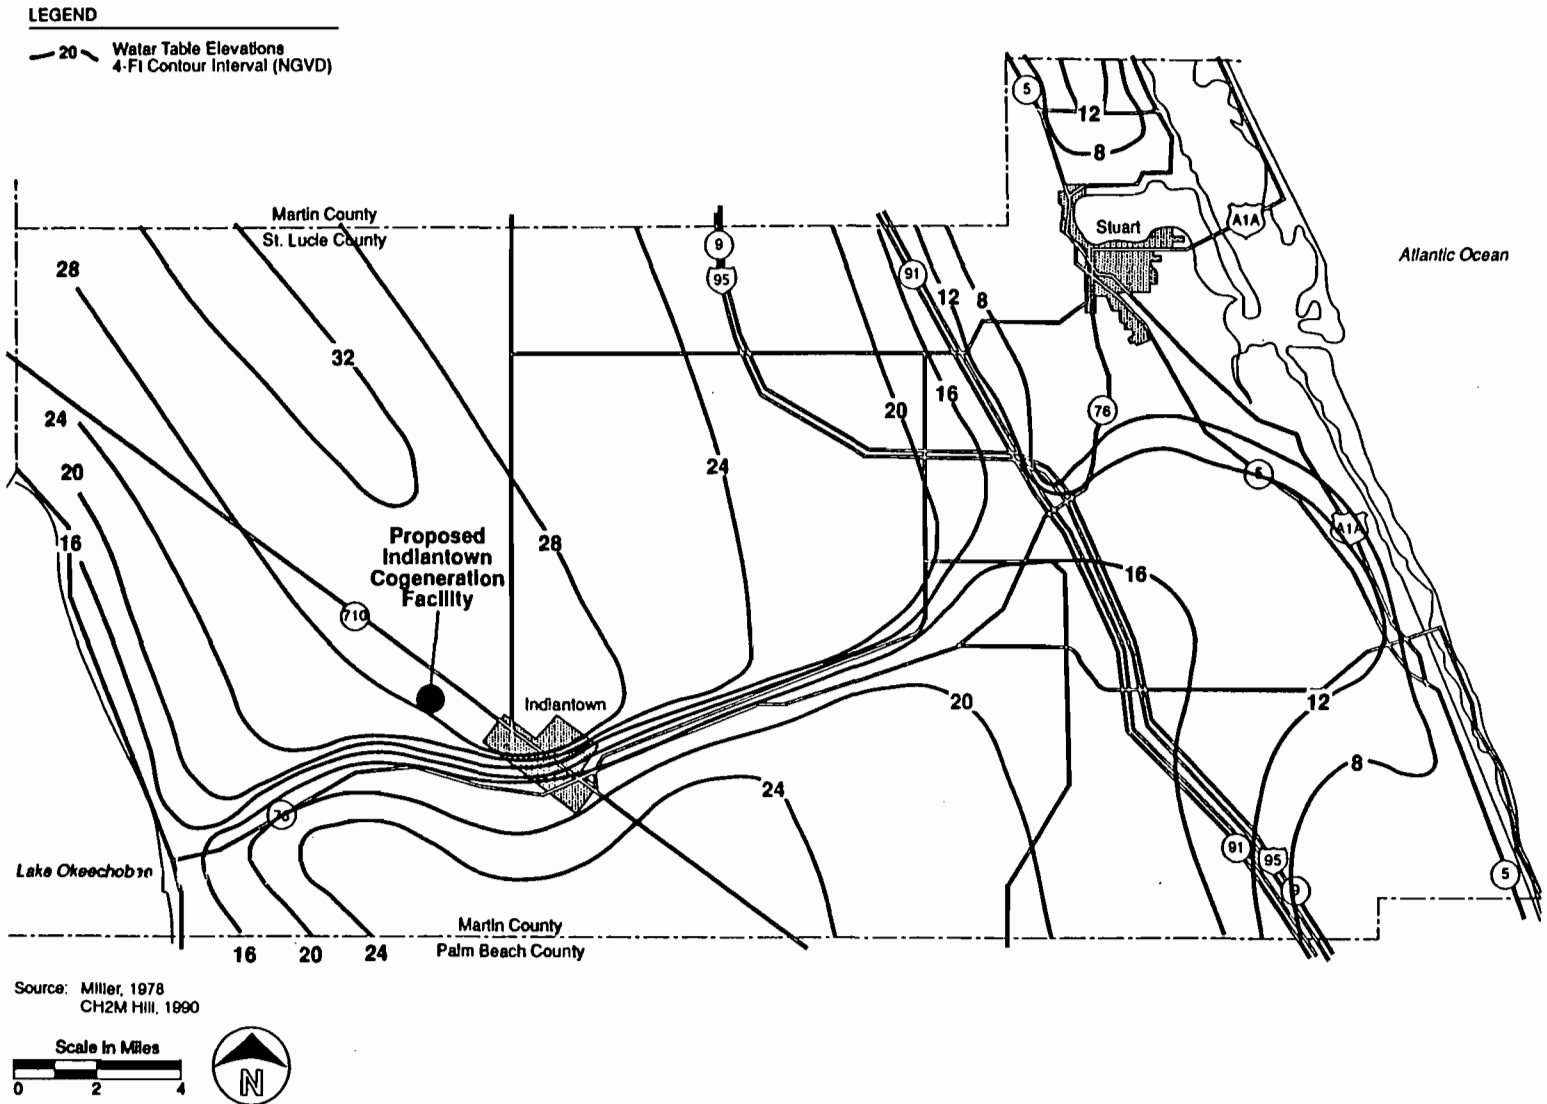 LEGEND
20 Watar Table Elevations
4-Ft Contour Interval (NGVD)
5
12
8
Martin County
St. Lucie County
Stuart
A1A
Atlantic Ocean
9
95
91
28
12
8
32
16
76
24
20
24
20
5
16
28
A1A
Proposed
Indiantown
Cogeneration
Facility
16
710
Indiantown
20
12
8
24
76
91
95
9
5
Lake Okeechobee
Martin County
Palm Beach County
16
20
24
Source: Miller, 1978
CH2M Hill, 1990
Scale In Miles
0
2
4
N